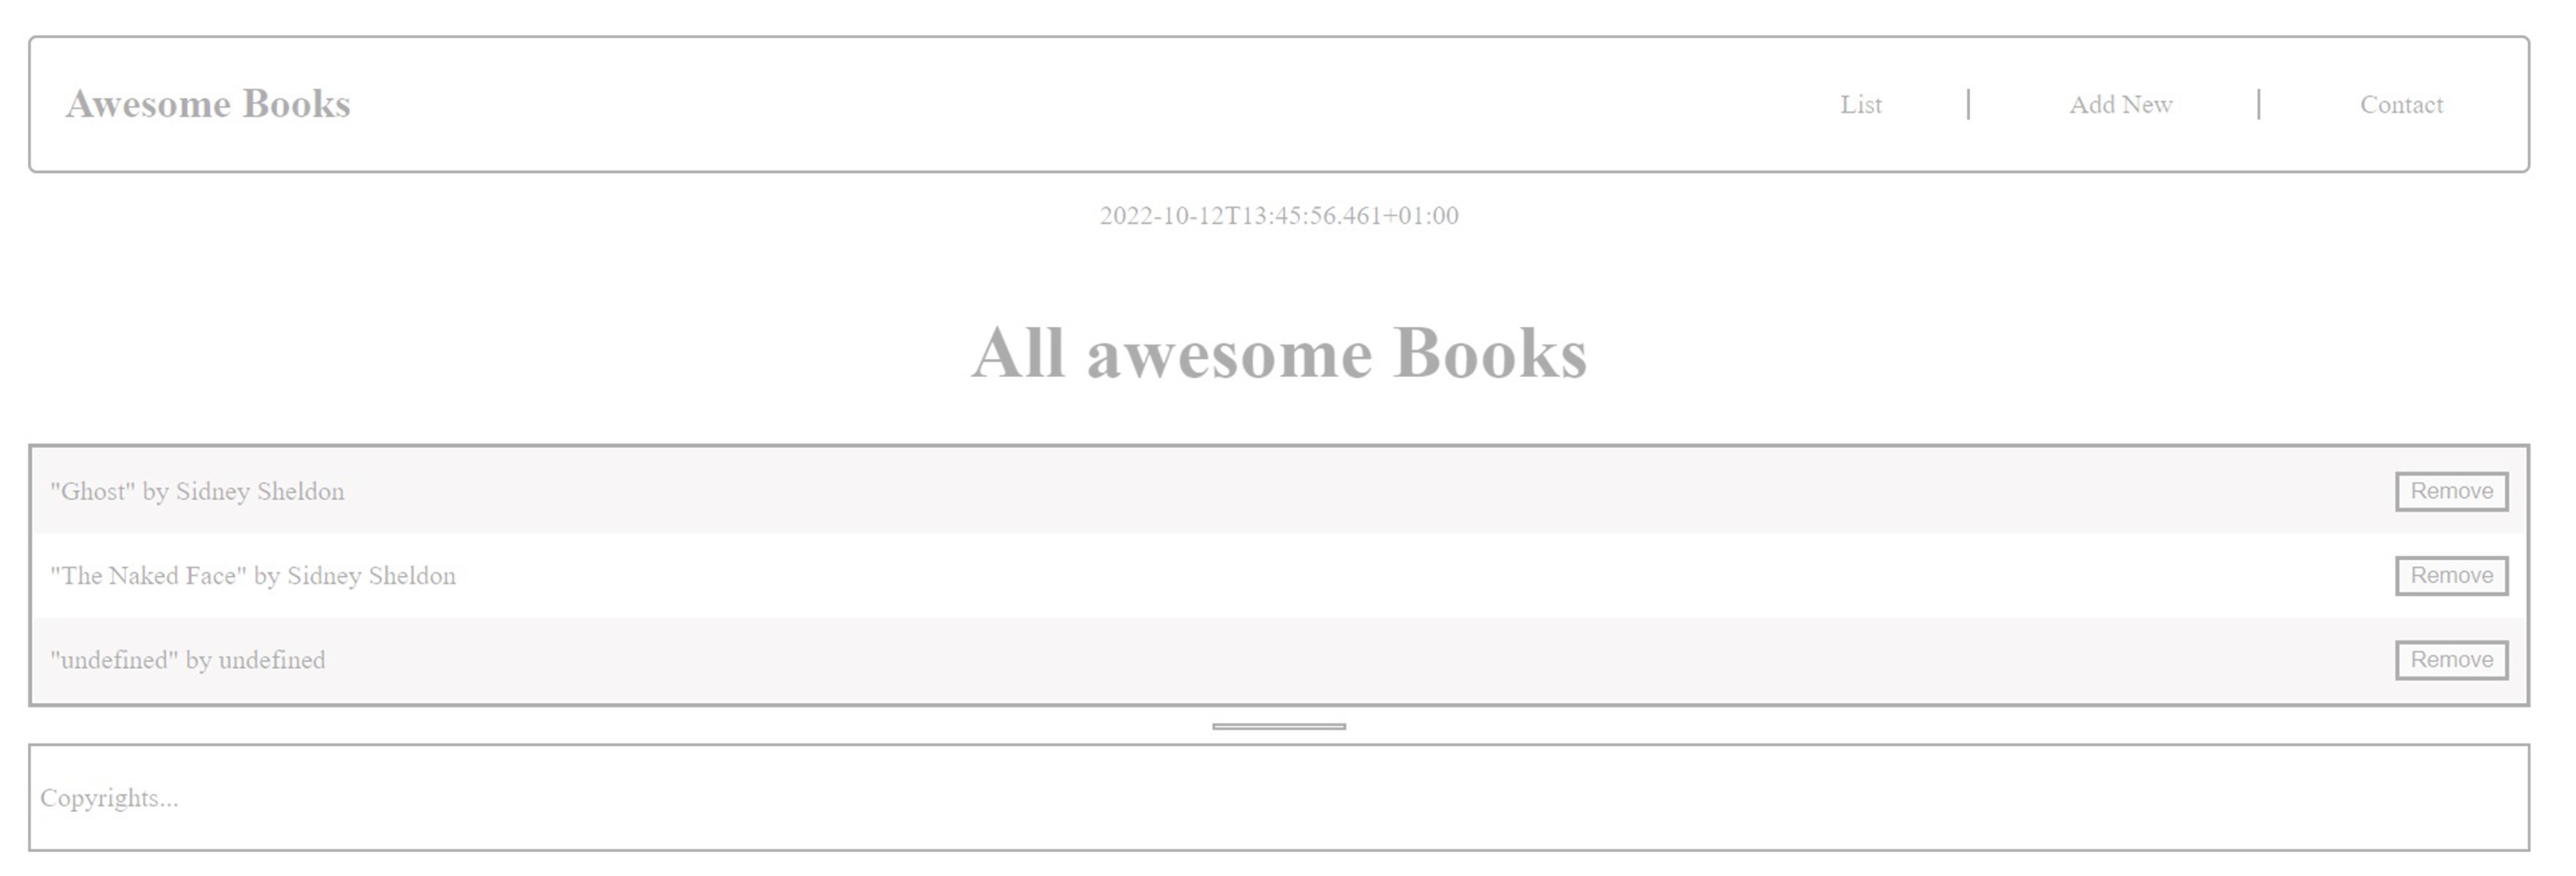 Awesome Books
List | Add New | Contact
2022-10-12T13:45:56.461+01:00
All awesome Books
"Ghost" by Sidney Sheldon
Remove
"The Naked Face" by Sidney Sheldon
Remove
"undefined" by undefined
Remove
Copyrights...